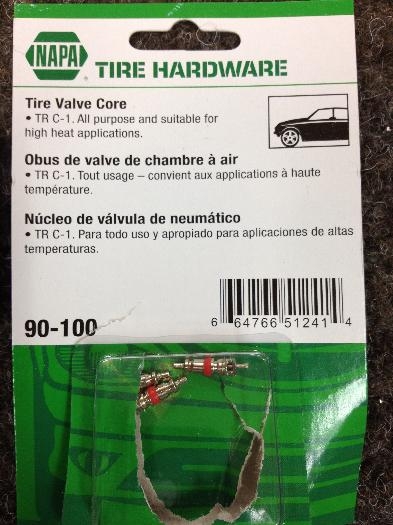 NAPA
TIRE HARDWARE
Tire Valve Core
• TR C-1. All purpose and suitable for
high heat applications.
Obus de valve de chambre à air
• TR C-1. Tout usage – convient aux applications à haute
température.
Núcleo de válvula de neumático
• TR C-1. Para todo uso y apropiado para aplicaciones de altas
temperaturas.
90-100
6 64766 51241 4